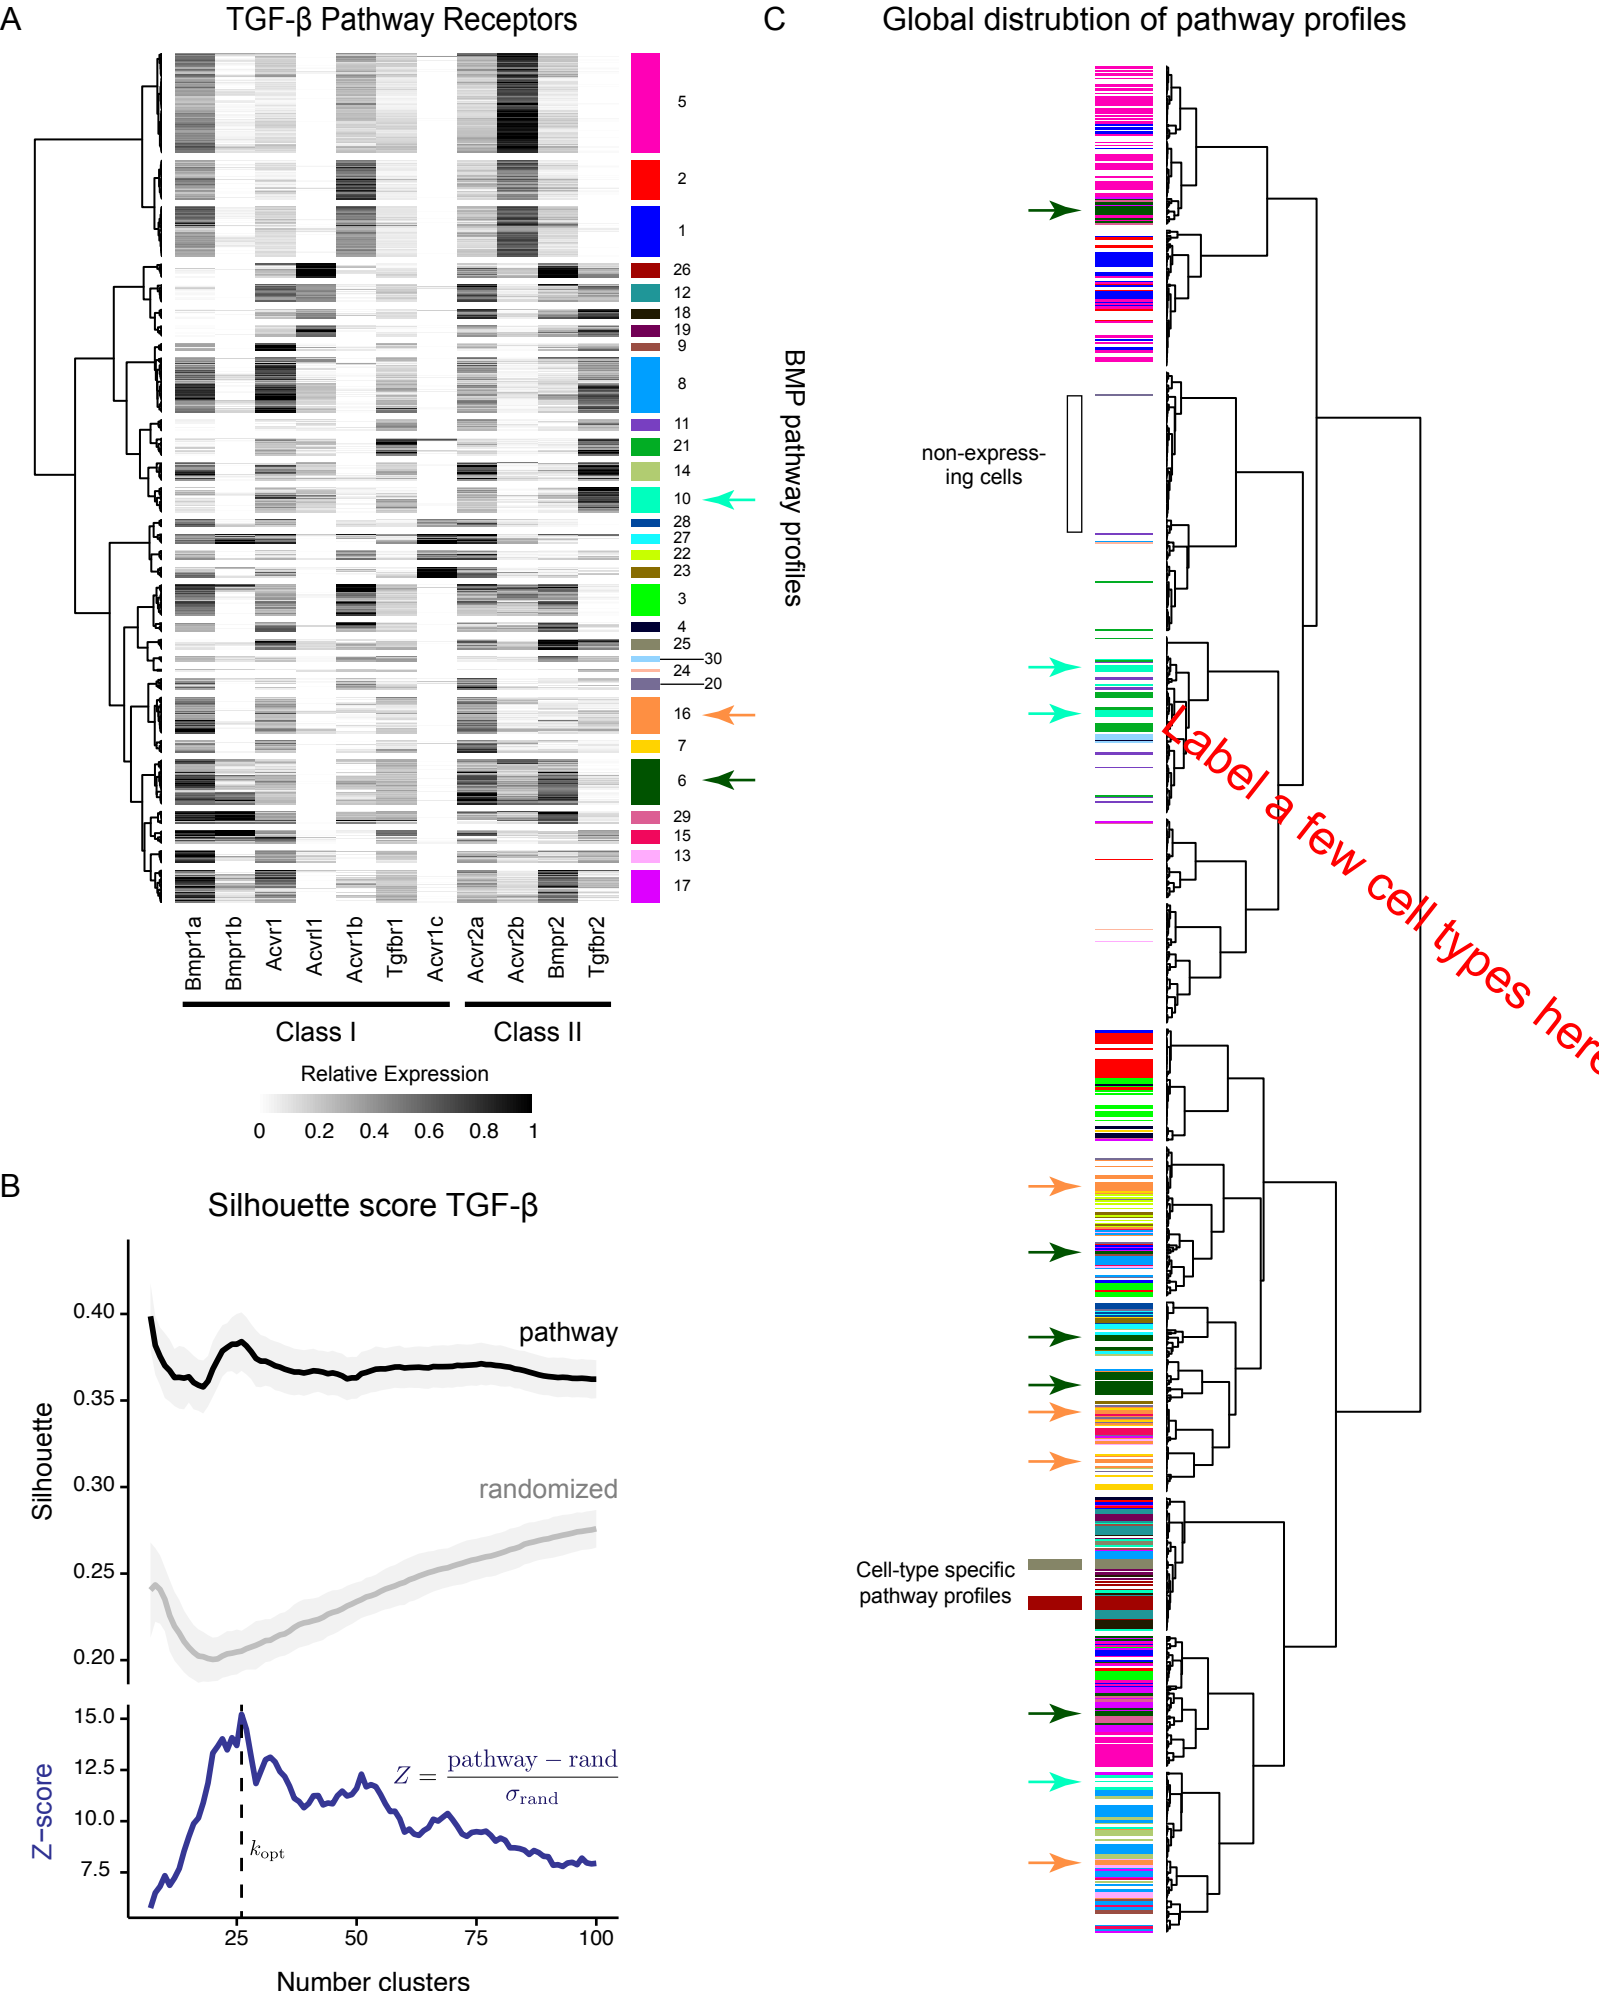 A
TGF-β Pathway Receptors
5
2
1
26
12
18
19
9
8
11
21
14
10
28
27
22
23
3
4
25
30
24
20
16
7
6
29
15
13
17
Bmpr1a
Bmpr1b
Acvr1
Acvrl1
Acvr1b
Tgfbr1
Acvr1c
Acvr2a
Acvr2b
Bmpr2
Tgfbr2
Class I
Class II
Relative Expression
0 0.2 0.4 0.6 0.8 1
B
Silhouette score TGF-β
Silhouette
0.40
0.35
0.30
0.25
0.20
pathway
randomized
Z−score
15.0
12.5
10.0
7.5
Z = pathway − rand
σrand
kopt
25 50 75 100
Number clusters
C
Global distrubtion of pathway profiles
BMP pathway profiles
non-express-
ing cells
Label a few cell types here
Cell-type specific
pathway profiles